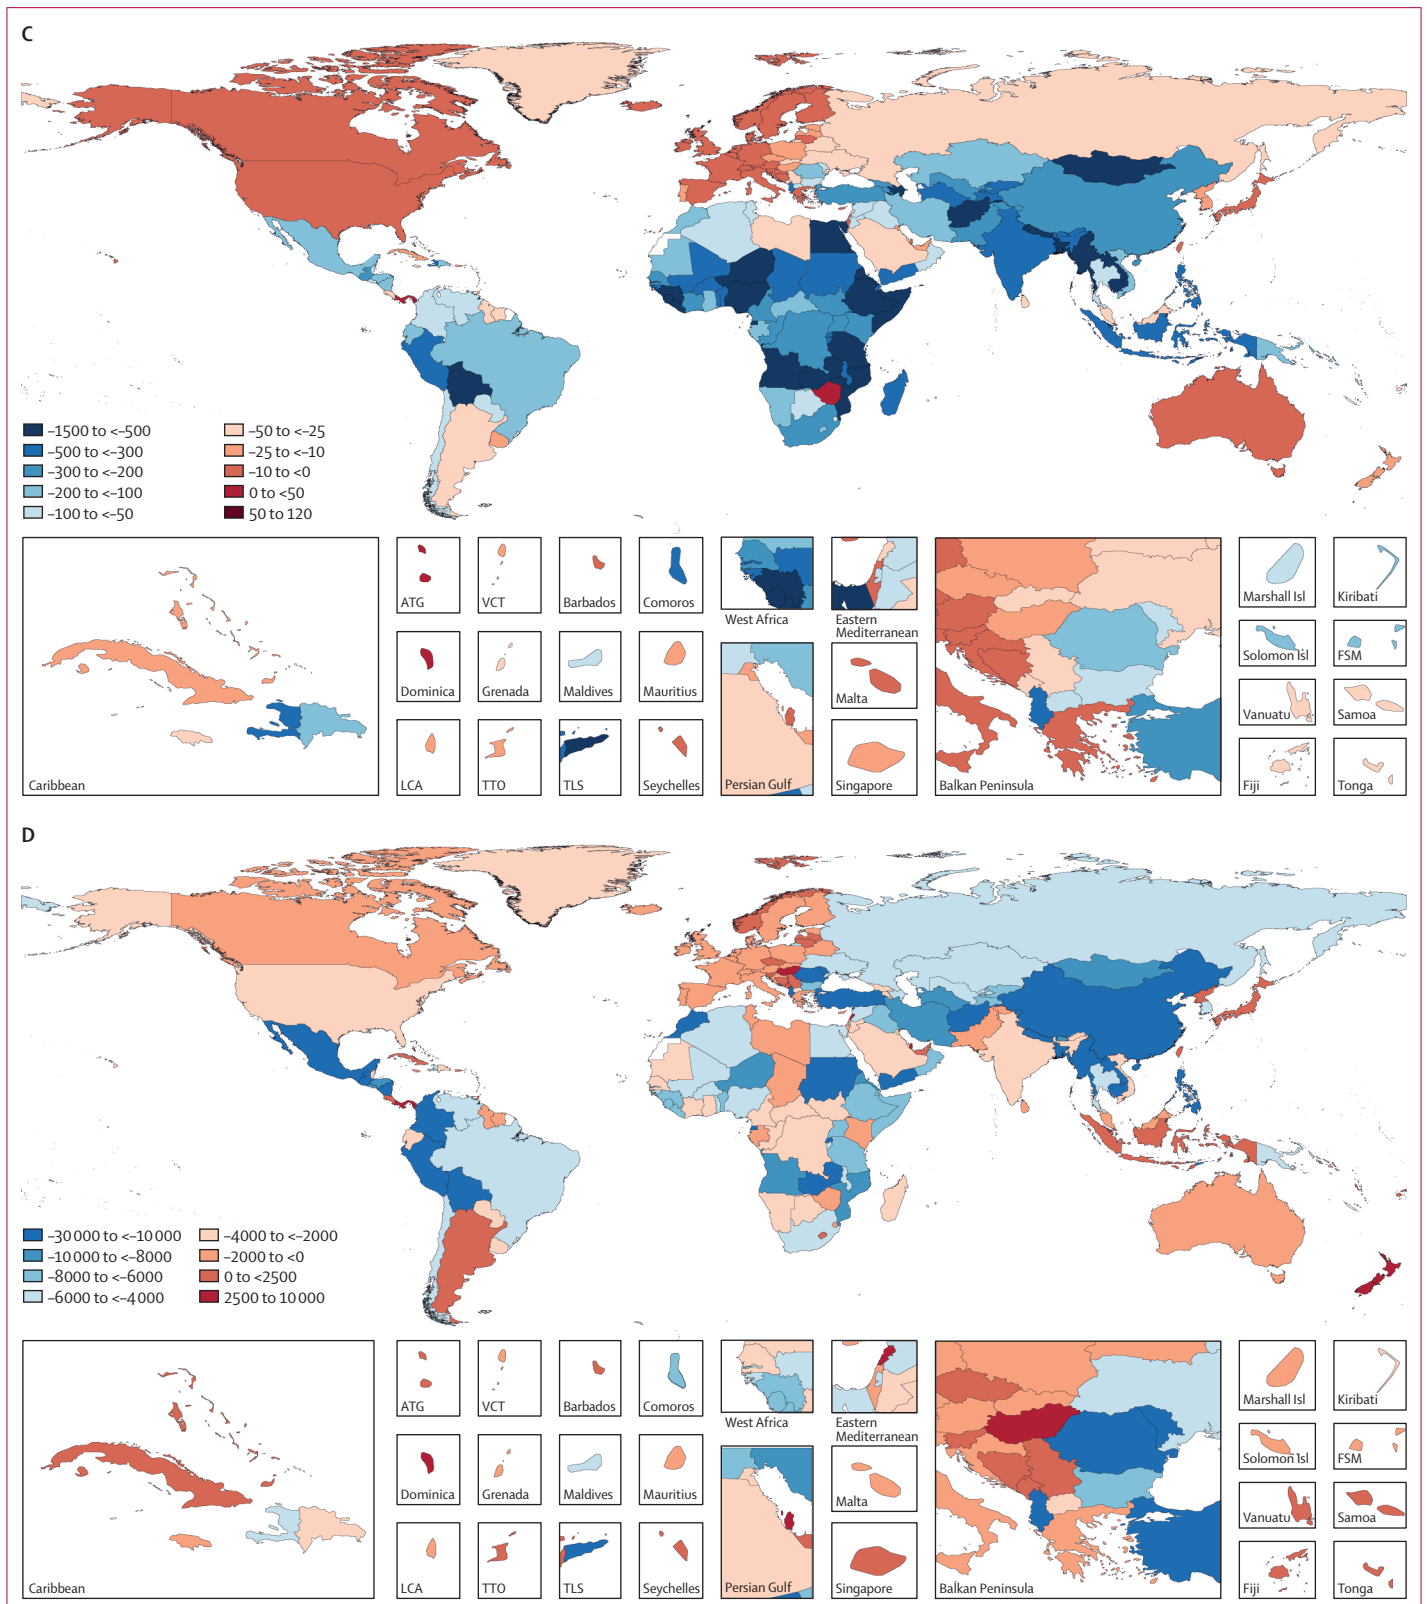 C
–1500 to <–500
–500 to <–300
–300 to <–200
–200 to <–100
–100 to <–50
–50 to <–25
–25 to <–10
–10 to <0
0 to <50
50 to 120
Caribbean
ATG
VCT
Barbados
Comoros
West Africa
Eastern
Mediterranean
Marshall Isl
Kiribati
Dominica
Grenada
Maldives
Mauritius
Malta
Solomon Isl
FSM
Vanuatu
Samoa
LCA
TTO
TLS
Seychelles
Persian Gulf
Singapore
Balkan Peninsula
Fiji
Tonga
D
–30 000 to <–10 000
–10 000 to <–8000
–8000 to <–6000
–6000 to <–4000
–4000 to <–2000
–2000 to <0
0 to <2500
2500 to 10 000
Caribbean
ATG
VCT
Barbados
Comoros
West Africa
Eastern
Mediterranean
Marshall Isl
Kiribati
Dominica
Grenada
Maldives
Mauritius
Malta
Solomon Isl
FSM
Vanuatu
Samoa
LCA
TTO
TLS
Seychelles
Persian Gulf
Singapore
Balkan Peninsula
Fiji
Tonga